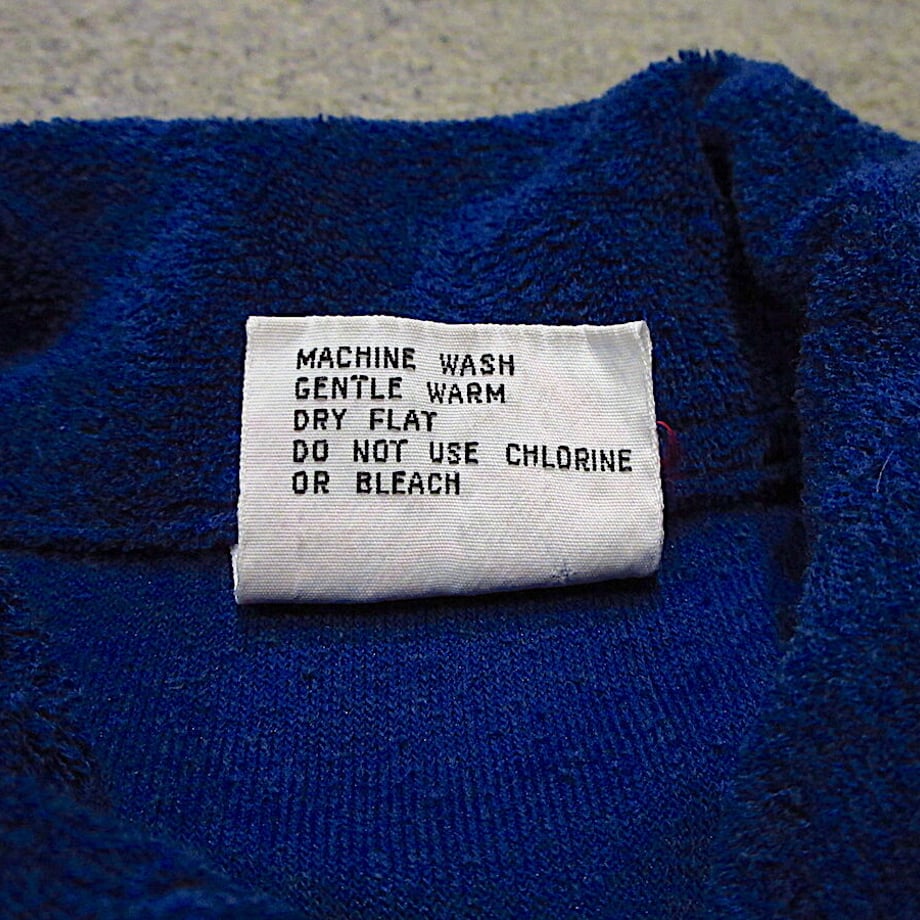 MACHINE WASH
GENTLE WARM
DRY FLAT
DO NOT USE CHLORINE
OR BLEACH